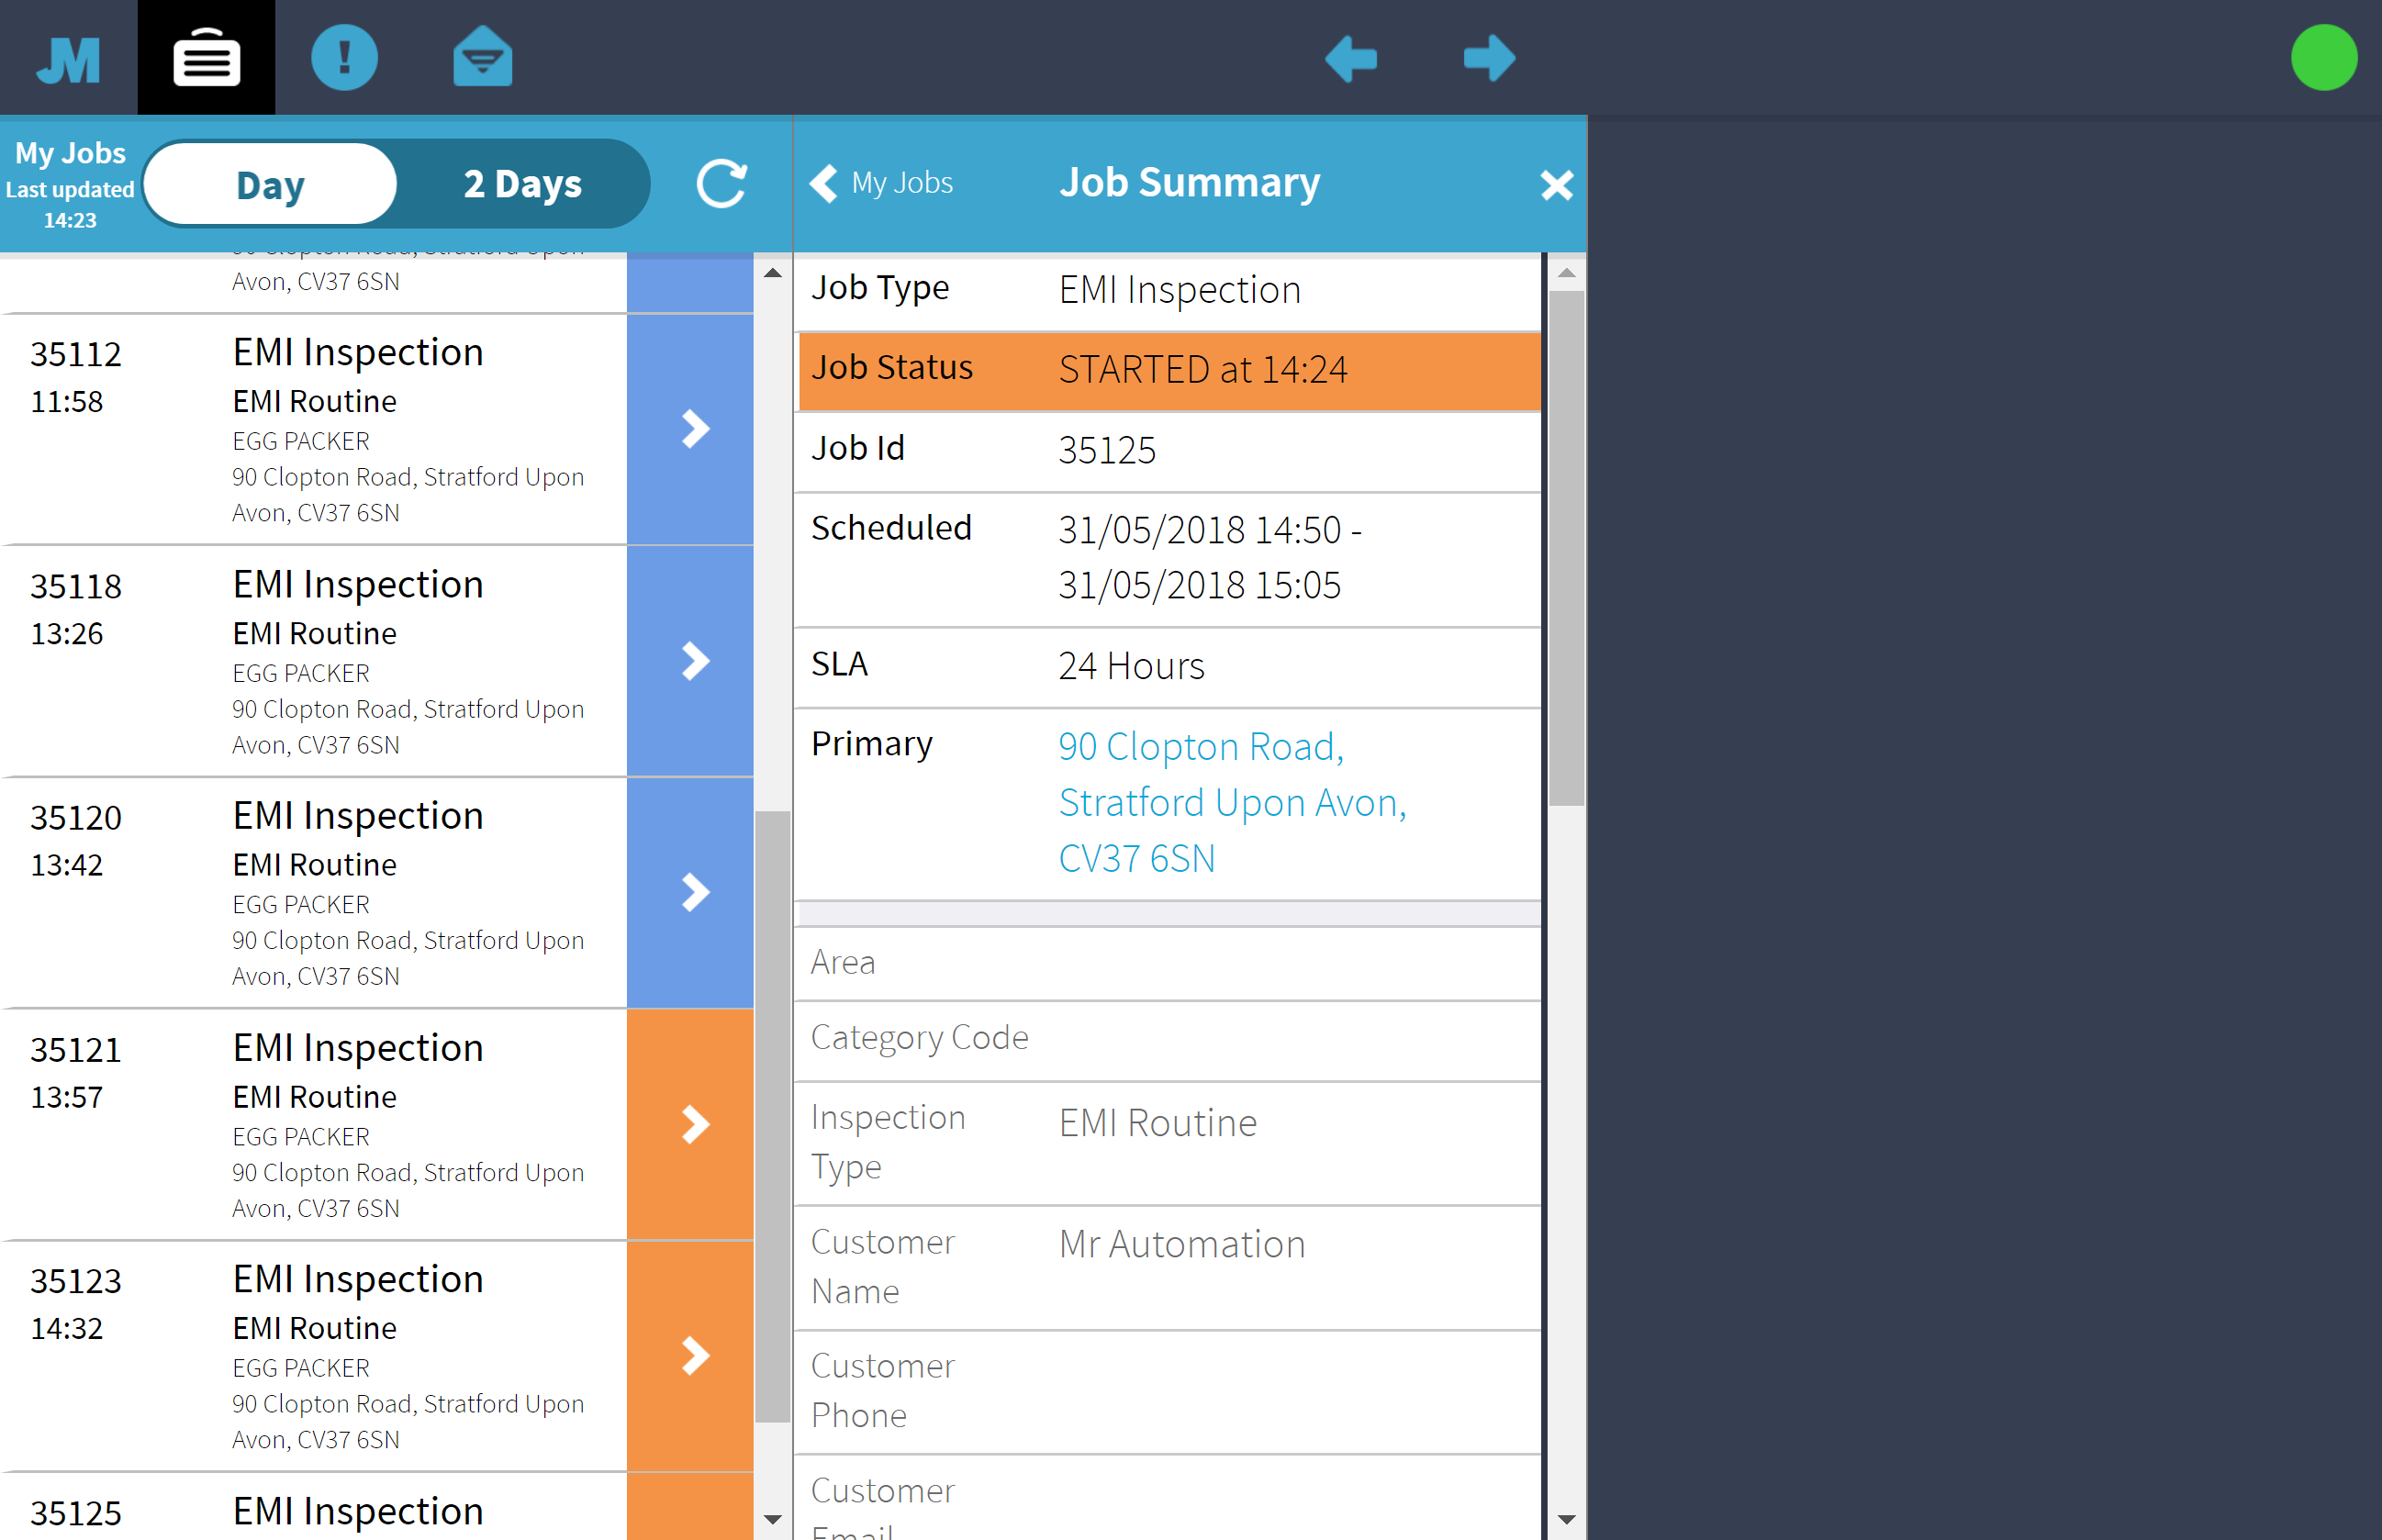 JM
My Jobs
Last updated
14:23
Day
2 Days
My Jobs
Job Summary
90 Clopton Road, Stratford Upon
Avon, CV37 6SN
35112
EMI Inspection
11:58
EMI Routine
EGG PACKER
90 Clopton Road, Stratford Upon
Avon, CV37 6SN
35118
EMI Inspection
13:26
EMI Routine
EGG PACKER
90 Clopton Road, Stratford Upon
Avon, CV37 6SN
35120
EMI Inspection
13:42
EMI Routine
EGG PACKER
90 Clopton Road, Stratford Upon
Avon, CV37 6SN
35121
EMI Inspection
13:57
EMI Routine
EGG PACKER
90 Clopton Road, Stratford Upon
Avon, CV37 6SN
35123
EMI Inspection
14:32
EMI Routine
EGG PACKER
90 Clopton Road, Stratford Upon
Avon, CV37 6SN
35125
EMI Inspection
Job Type
EMI Inspection
Job Status
STARTED at 14:24
Job Id
35125
Scheduled
31/05/2018 14:50 -
31/05/2018 15:05
SLA
24 Hours
Primary
90 Clopton Road,
Stratford Upon Avon,
CV37 6SN
Area
Category Code
Inspection
Type
EMI Routine
Customer
Name
Mr Automation
Customer
Phone
Customer
Email